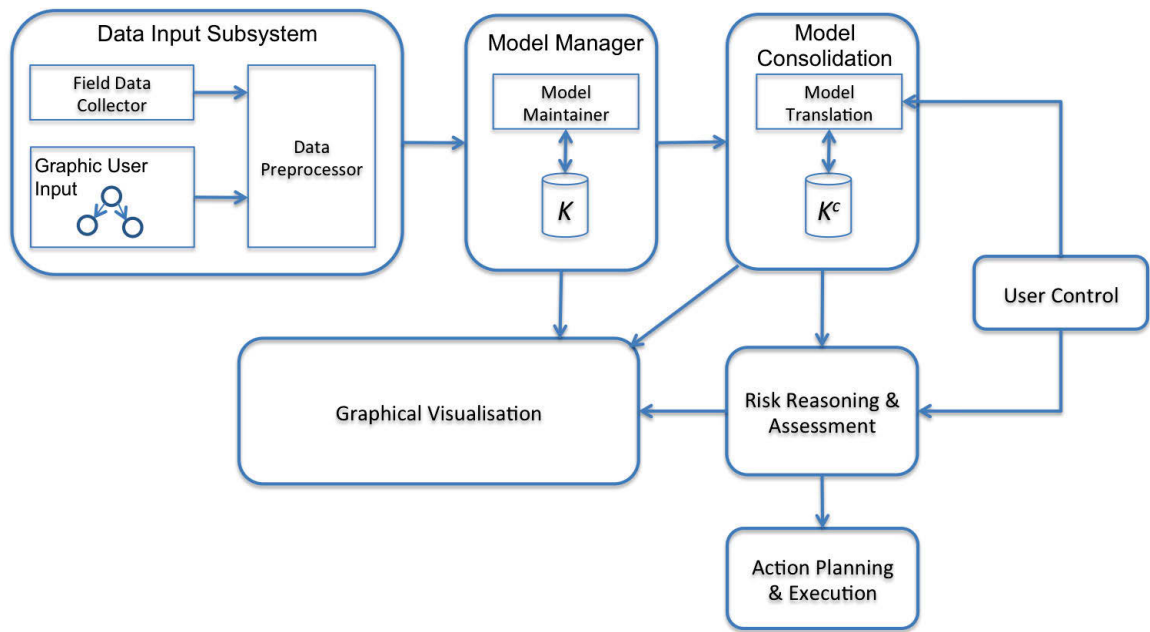 Data Input Subsystem
Field Data
Collector
Graphic User
Input
Data
Preprocessor
Model Manager
Model
Maintainer
K
Model
Consolidation
Model
Translation
Kᶜ
User Control
Graphical Visualisation
Risk Reasoning &
Assessment
Action Planning
& Execution